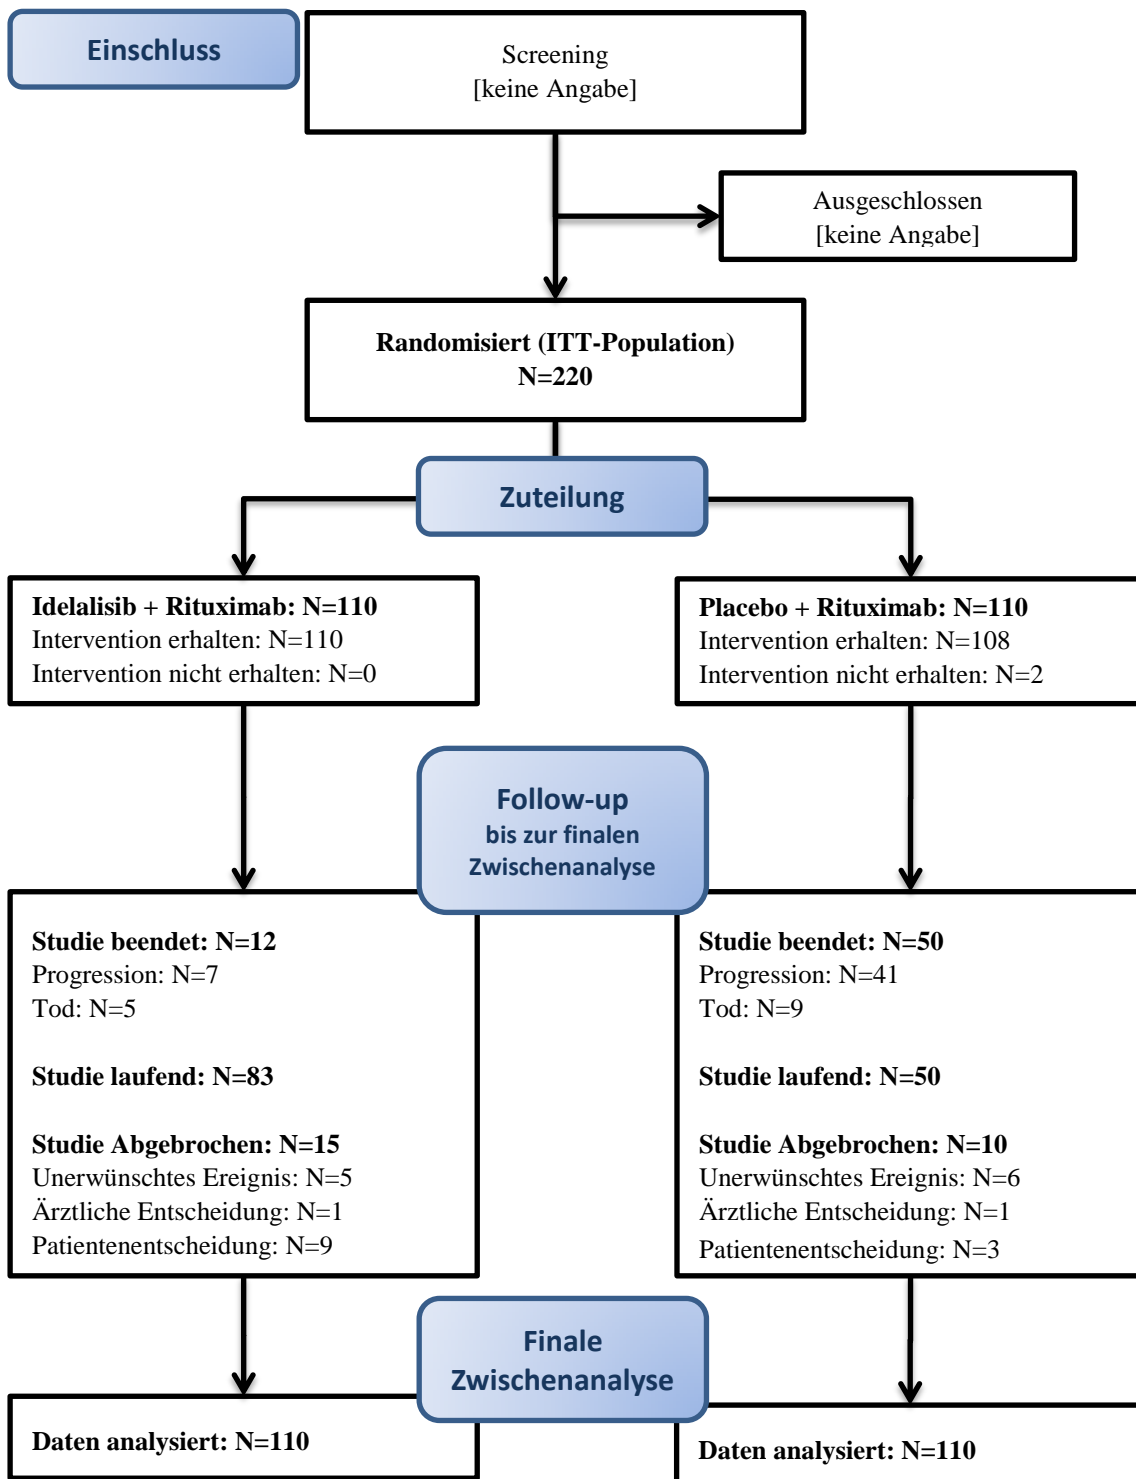 Einschluss
Screening
[keine Angabe]
Ausgeschlossen
[keine Angabe]
Randomisiert (ITT-Population)
N=220
Zuteilung
Idelalisib + Rituximab: N=110
Intervention erhalten: N=110
Intervention nicht erhalten: N=0
Placebo + Rituximab: N=110
Intervention erhalten: N=108
Intervention nicht erhalten: N=2
Follow-up
bis zur finalen
Zwischenanalyse
Studie beendet: N=12
Progression: N=7
Tod: N=5
Studie laufend: N=83
Studie Abgebrochen: N=15
Unerwünschtes Ereignis: N=5
Ärztliche Entscheidung: N=1
Patientenentscheidung: N=9
Studie beendet: N=50
Progression: N=41
Tod: N=9
Studie laufend: N=50
Studie Abgebrochen: N=10
Unerwünschtes Ereignis: N=6
Ärztliche Entscheidung: N=1
Patientenentscheidung: N=3
Finale
Zwischenanalyse
Daten analysiert: N=110
Daten analysiert: N=110